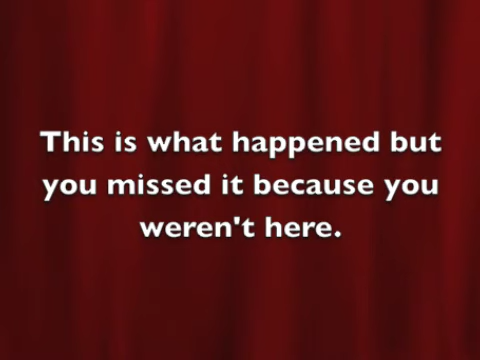 This is what happened but
you missed it because you
weren't here.